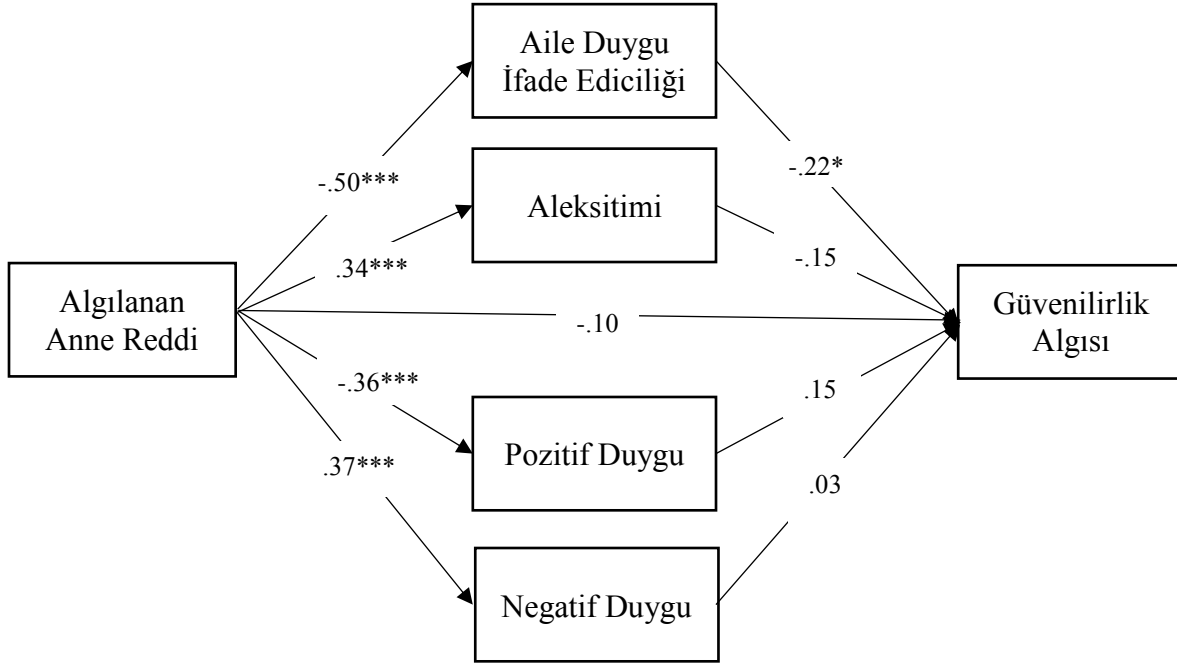 Aile Duygu
İfade Ediciliği
-.50***
-.22*
Aleksitimi
.34***
-.15
Algılanan
Anne Reddi
-.10
Güvenilirlik
Algısı
-.36***
.15
Pozitif Duygu
.37***
.03
Negatif Duygu